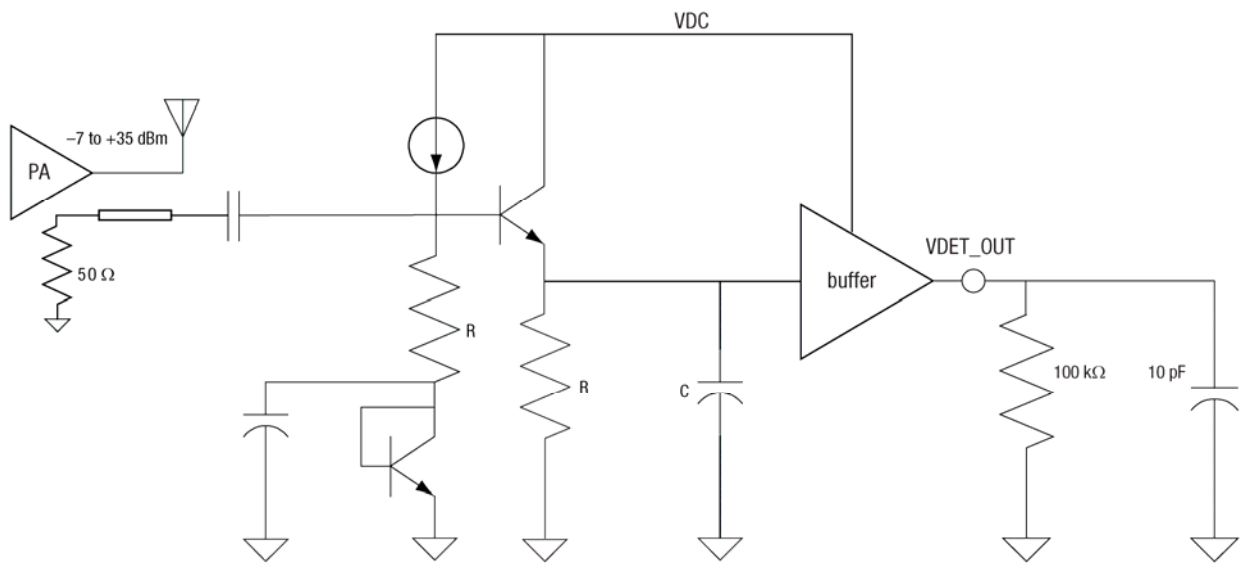 VDC
–7 to +35 dBm
PA
50 Ω
R
R
C
buffer
VDET_OUT
100 kΩ
10 pF